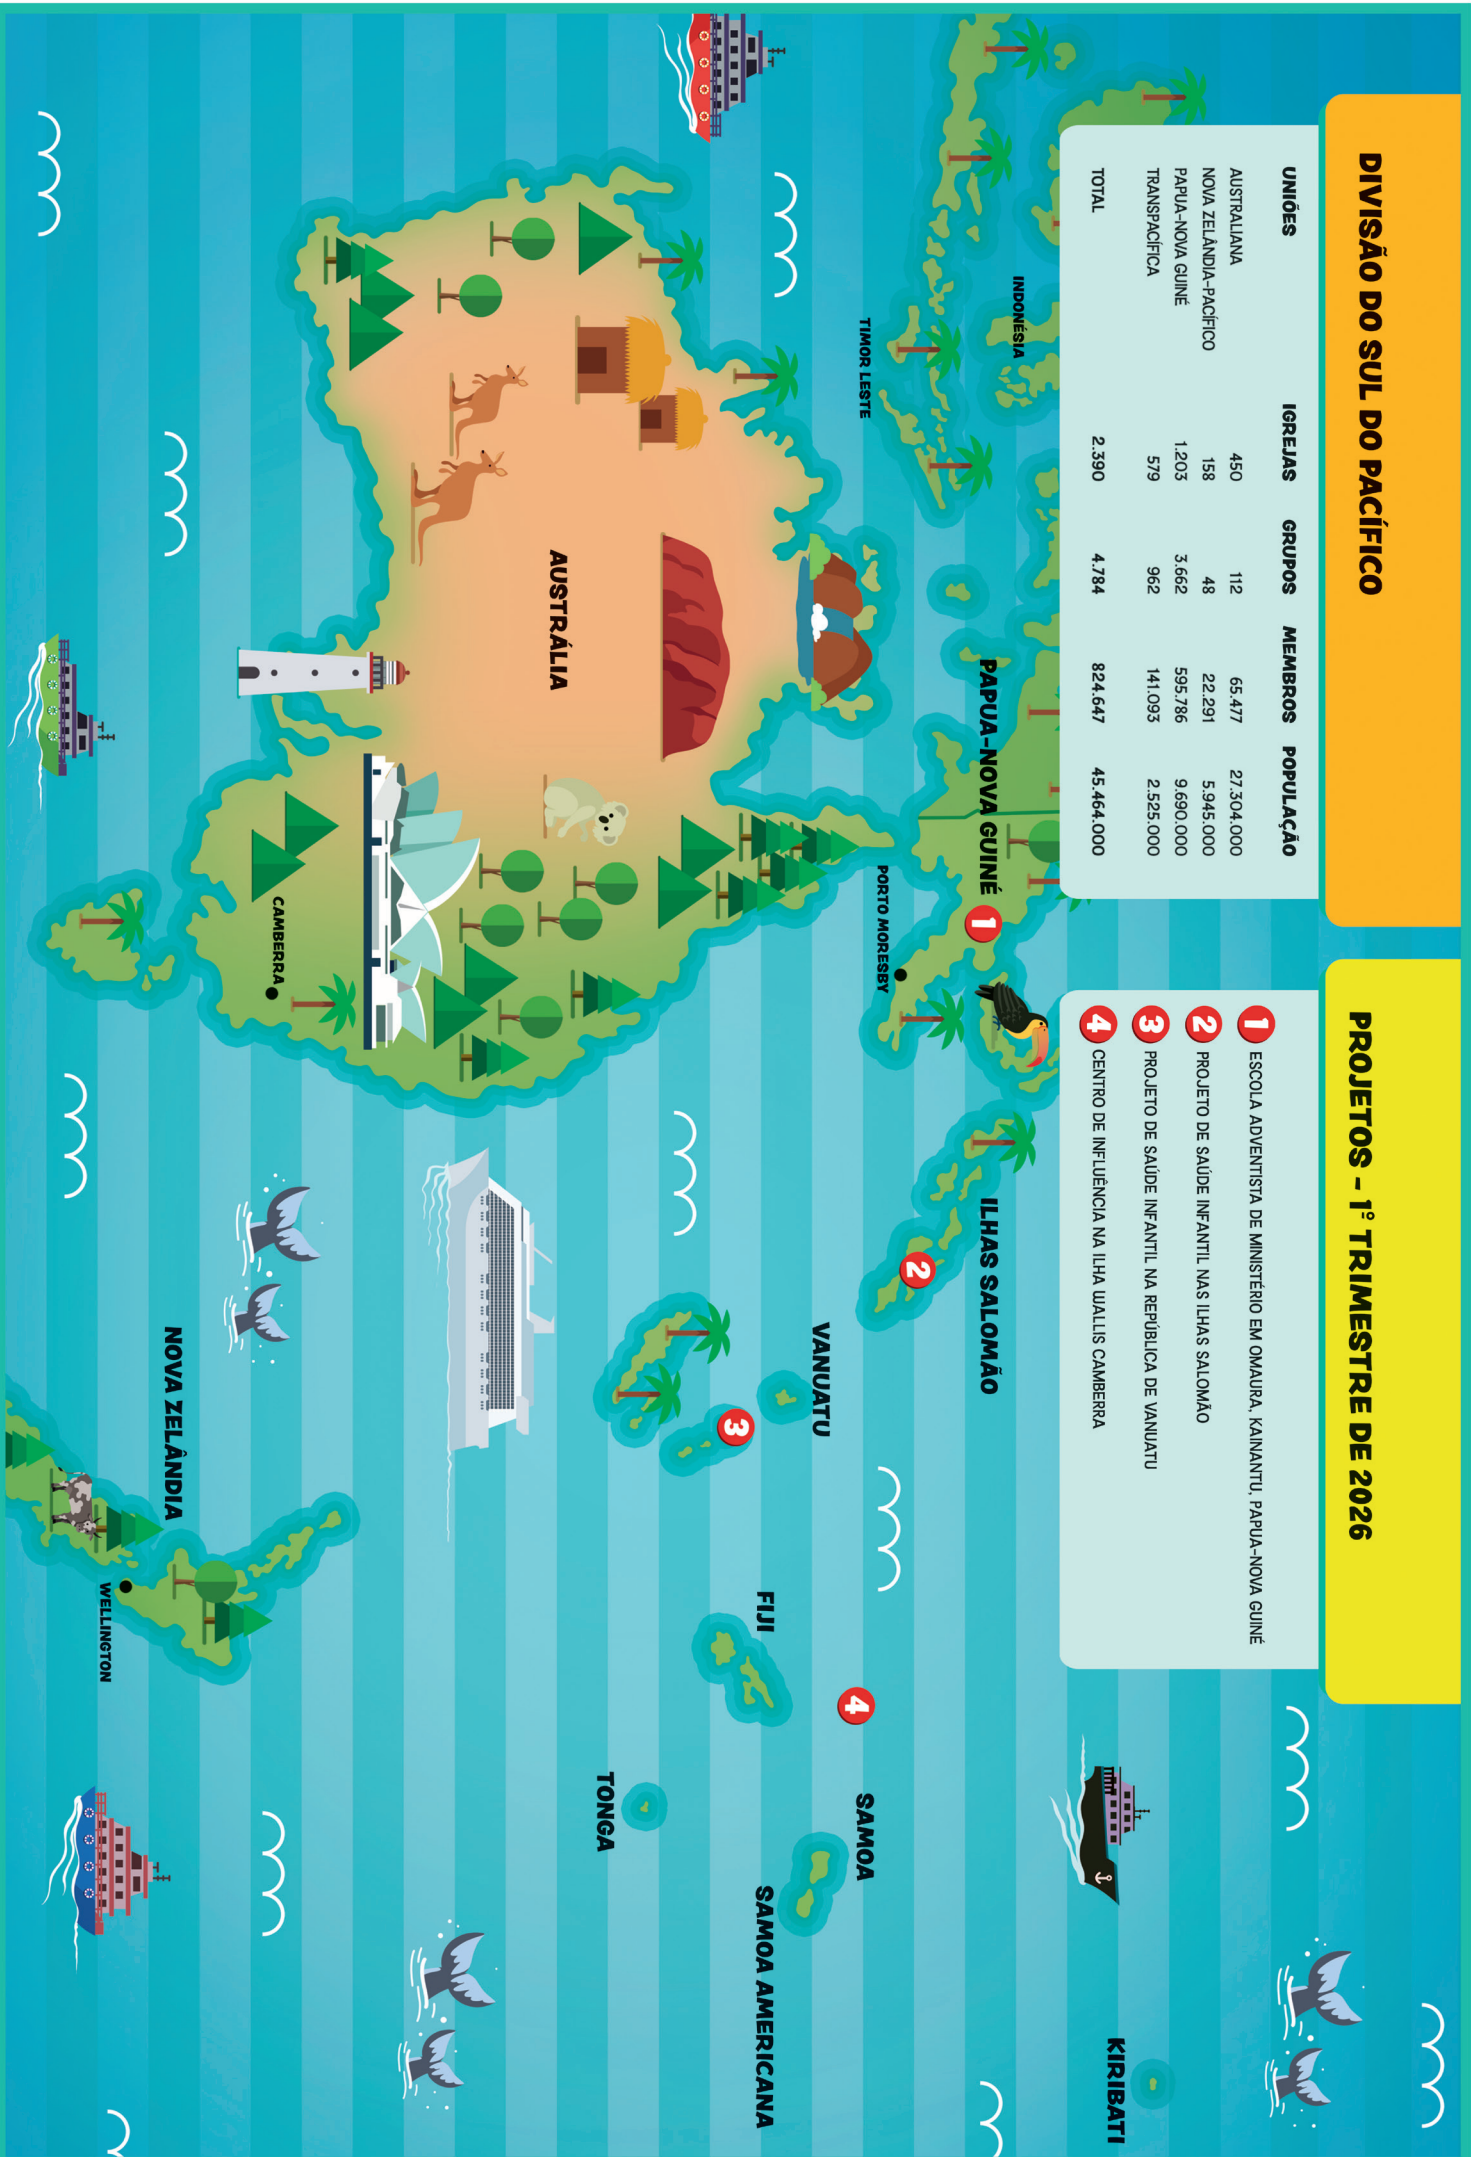 DIVISÃO DO SUL DO PACÍFICO
UNIÕES IGREJAS GRUPOS MEMBROS POPULAÇÃO
AUSTRALIANA 450 112 65.477 27.304.000
NOVA ZELÂNDIA-PACÍFICO 158 48 22.291 5.945.000
PAPUA-NOVA GUINÉ 1.203 3.662 595.786 9.690.000
TRANSPACÍFICA 579 962 141.093 2.525.000
TOTAL 2.390 4.784 824.647 45.464.000
PROJETOS - 1º TRIMESTRE DE 2026
1 ESCOLA ADVENTISTA DE MINISTÉRIO EM OMAURA, KAINANTU, PAPUA-NOVA GUINÉ
2 PROJETO DE SAÚDE INFANTIL NAS ILHAS SALOMÃO
3 PROJETO DE SAÚDE INFANTIL NA REPÚBLICA DE VANUATU
4 CENTRO DE INFLUÊNCIA NA ILHA WALLIS CAMBERRA
KIRIBATI
INDONÉSIA
PAPUA-NOVA GUINÉ
1
ILHAS SALOMÃO
2
TIMOR LESTE
PORTO MORESBY
VANUATU
3
4
SAMOA
FIJI
SAMOA AMERICANA
TONGA
AUSTRÁLIA
CAMBERRA
NOVA ZELÂNDIA
WELLINGTON